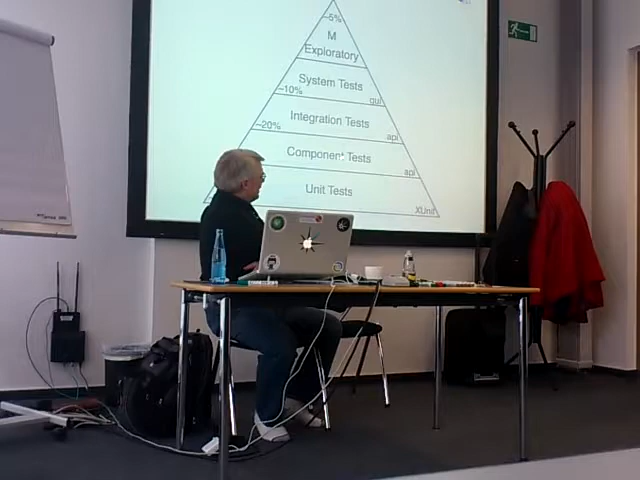 ~5%
M
Exploratory
System Tests
~10%
gui
Integration Tests
~20%
api
Component Tests
api
Unit Tests
XUnit